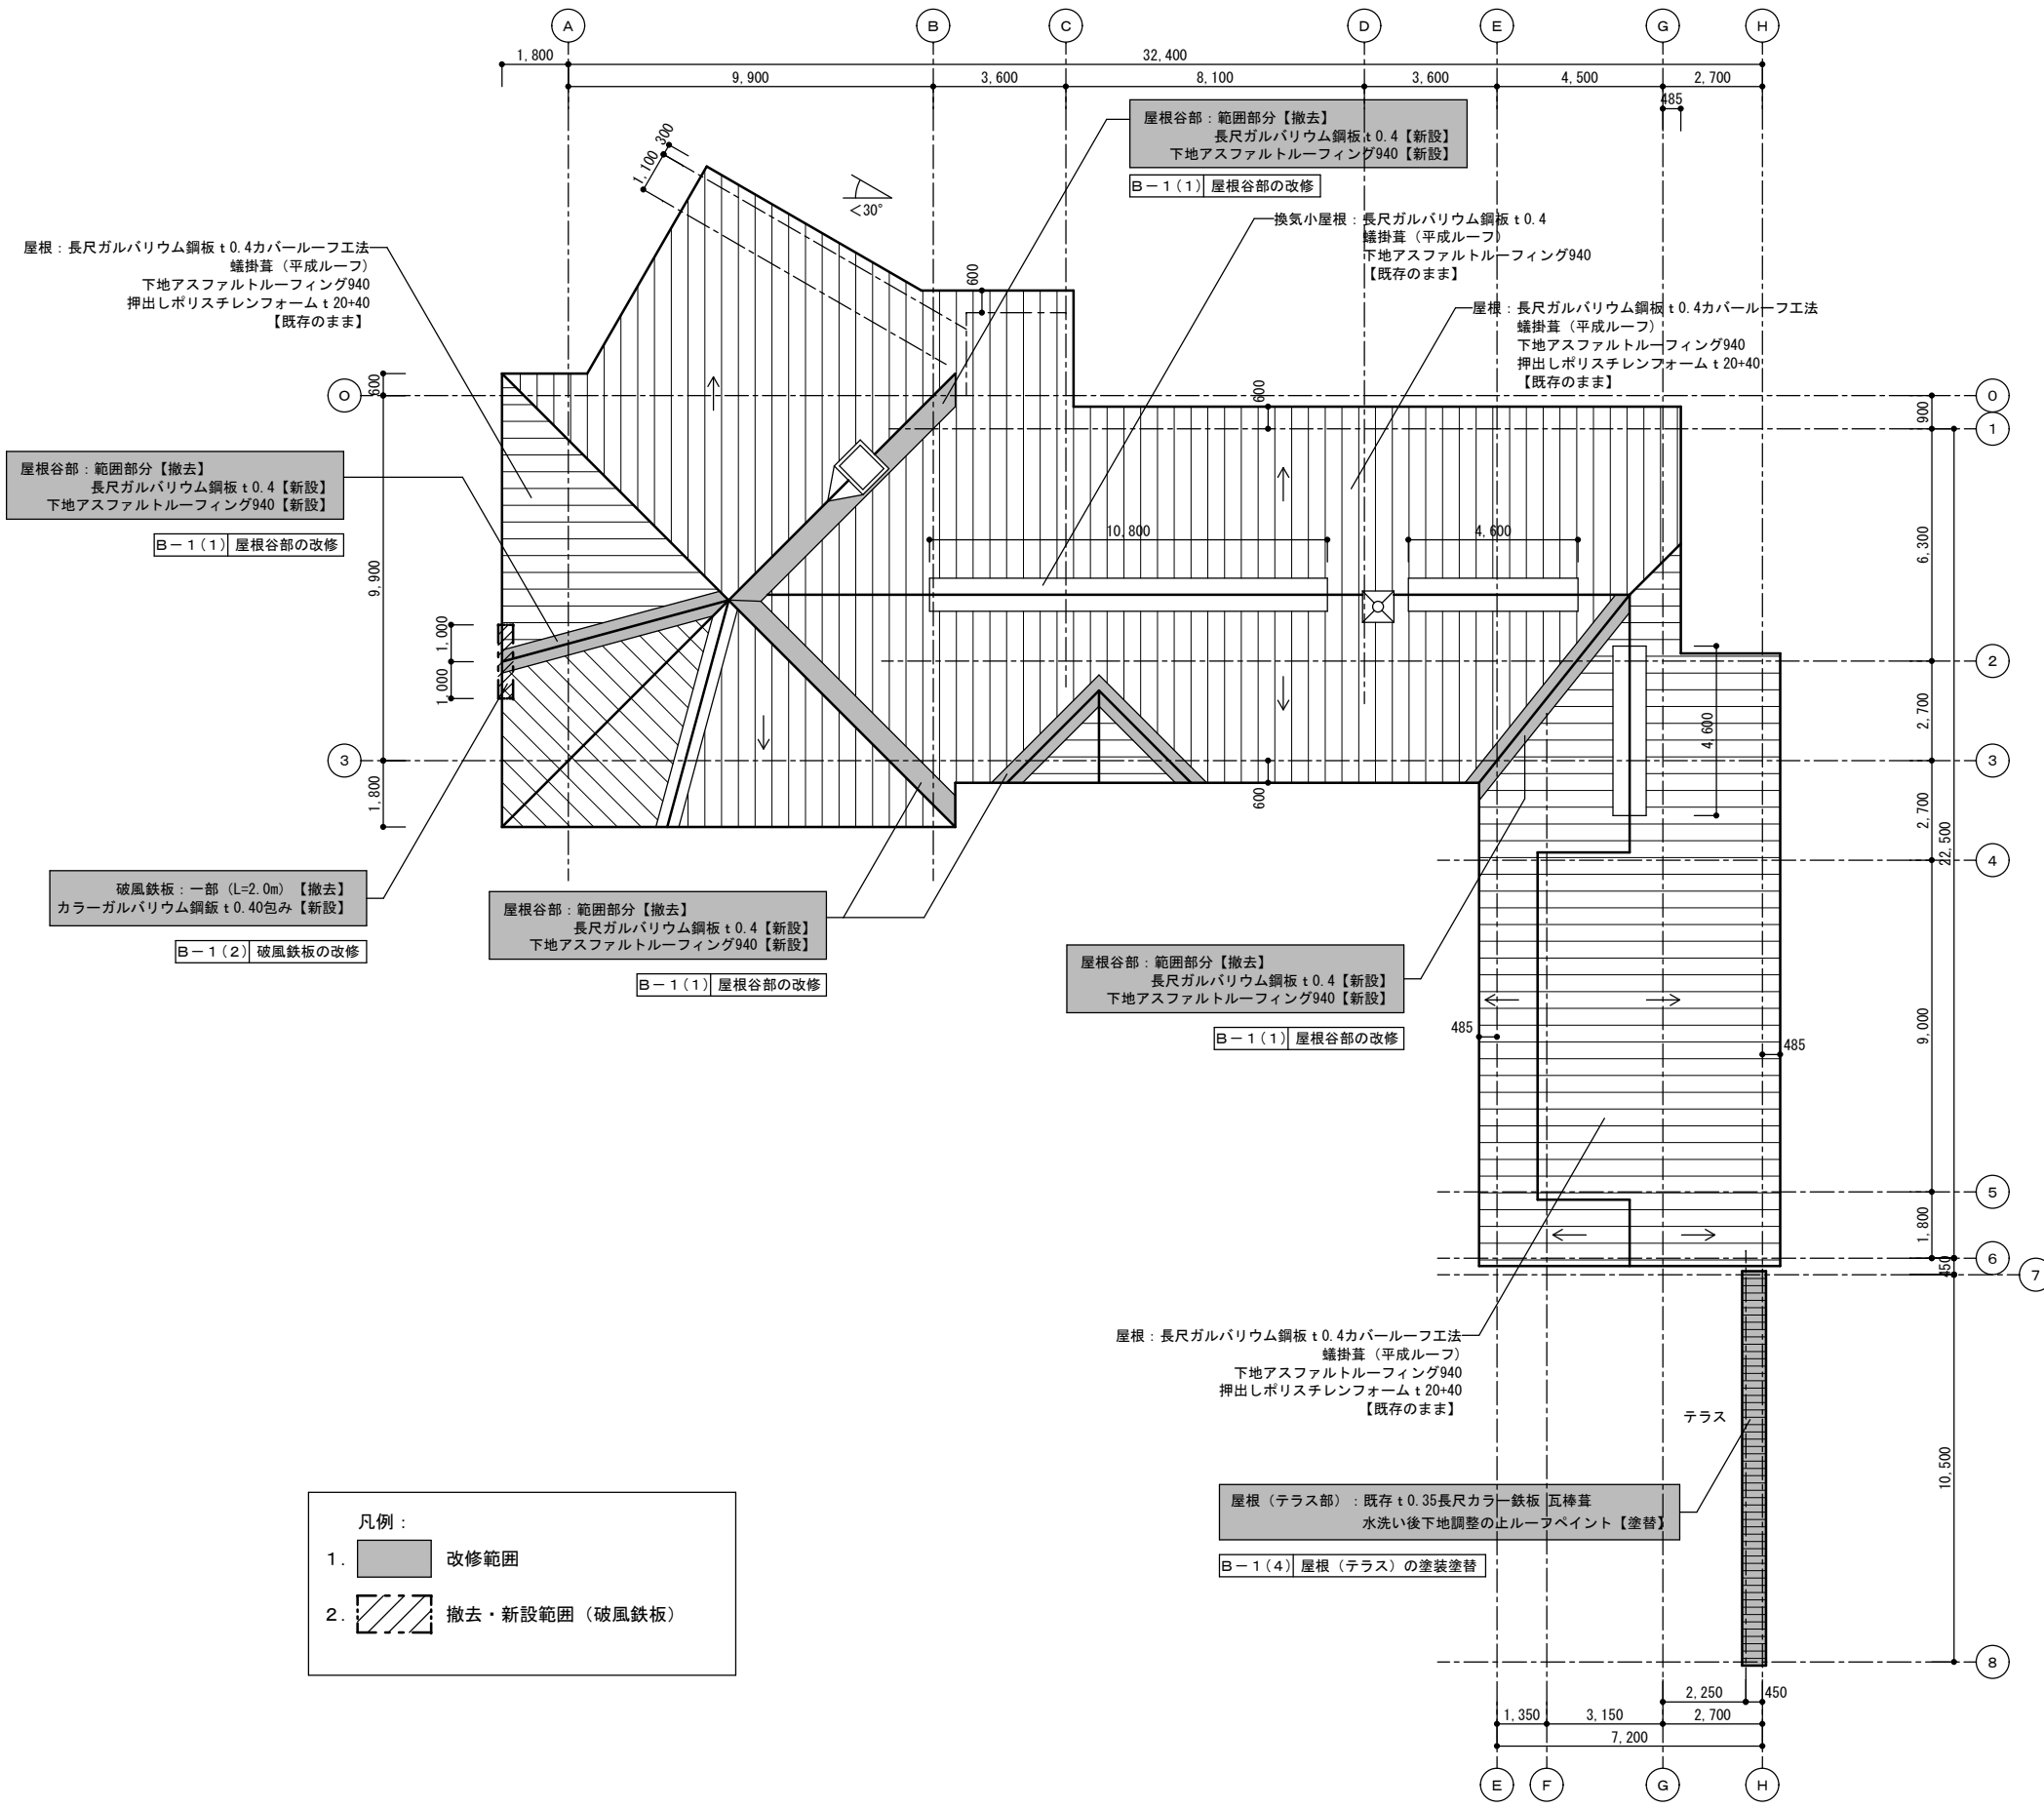 A
B
C
D
E
G
H
1,800
32,400
9,900
3,600
8,100
3,600
4,500
2,700
485
屋根谷部：範囲部分【撤去】
長尺ガルバリウム鋼板ｔ0.4【新設】
下地アスファルトルーフィング940【新設】
Ｂ－１(１) 屋根谷部の改修
300
1,100
＜30°
換気小屋根：長尺ガルバリウム鋼板ｔ0.4
蟻掛葺（平成ルーフ）
下地アスファルトルーフィング940
【既存のまま】
屋根：長尺ガルバリウム鋼板ｔ0.4カバールーフ工法
蟻掛葺（平成ルーフ）
下地アスファルトルーフィング940
押出しポリスチレンフォームｔ20+40
【既存のまま】
600
屋根：長尺ガルバリウム鋼板ｔ0.4カバールーフ工法
蟻掛葺（平成ルーフ）
下地アスファルトルーフィング940
押出しポリスチレンフォームｔ20+40
【既存のまま】
600
600
O
O
900
1
屋根谷部：範囲部分【撤去】
長尺ガルバリウム鋼板ｔ0.4【新設】
下地アスファルトルーフィング940【新設】
Ｂ－１(１) 屋根谷部の改修
10,800
4,600
6,300
9,900
1,000
1,000
2
4,600
2,700
3
3
1,800
600
2,700
22,500
4
破風鉄板：一部（L=2.0m）【撤去】
カラーガルバリウム鋼鈑ｔ0.40包み【新設】
Ｂ－１(２) 破風鉄板の改修
屋根谷部：範囲部分【撤去】
長尺ガルバリウム鋼板ｔ0.4【新設】
下地アスファルトルーフィング940【新設】
Ｂ－１(１) 屋根谷部の改修
屋根谷部：範囲部分【撤去】
長尺ガルバリウム鋼板ｔ0.4【新設】
下地アスファルトルーフィング940【新設】
Ｂ－１(１) 屋根谷部の改修
485
485
9,000
5
1,800
6
450
7
屋根：長尺ガルバリウム鋼板ｔ0.4カバールーフ工法
蟻掛葺（平成ルーフ）
下地アスファルトルーフィング940
押出しポリスチレンフォームｔ20+40
【既存のまま】
テラス
10,500
屋根（テラス部）：既存ｔ0.35長尺カラー鉄板 瓦棒葺
水洗い後下地調整の上ルーフペイント【塗替】
Ｂ－１(４) 屋根（テラス）の塗装塗替
凡例：
１. 改修範囲
２. 撤去・新設範囲（破風鉄板）
8
2,250
450
1,350
3,150
2,700
7,200
E
F
G
H